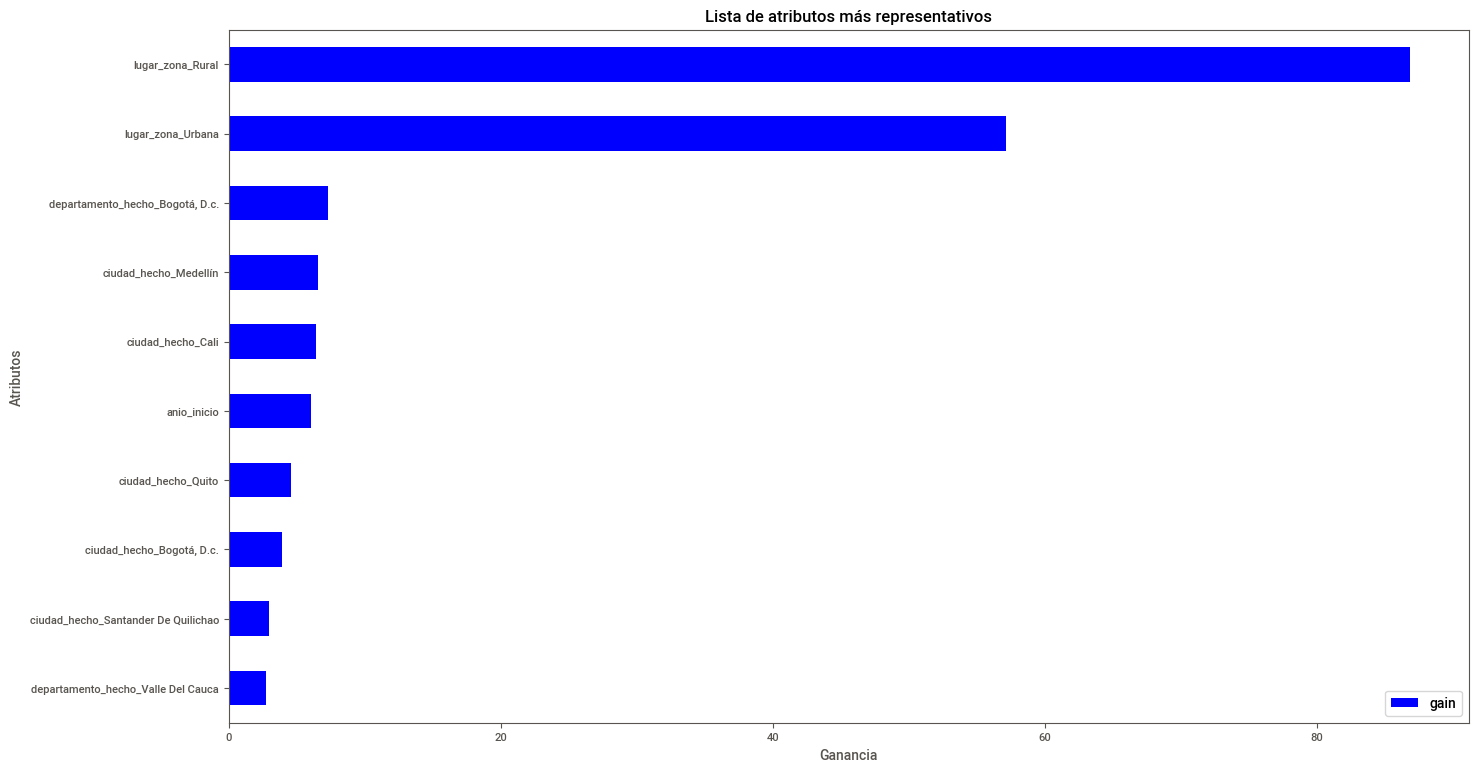 Lista de atributos más representativos
Atributos
lugar_zona_Rural
lugar_zona_Urbana
departamento_hecho_Bogotá, D.c.
ciudad_hecho_Medellín
ciudad_hecho_Cali
anio_inicio
ciudad_hecho_Quito
ciudad_hecho_Bogotá, D.c.
ciudad_hecho_Santander De Quilichao
departamento_hecho_Valle Del Cauca
gain
0 20 40 60 80
Ganancia